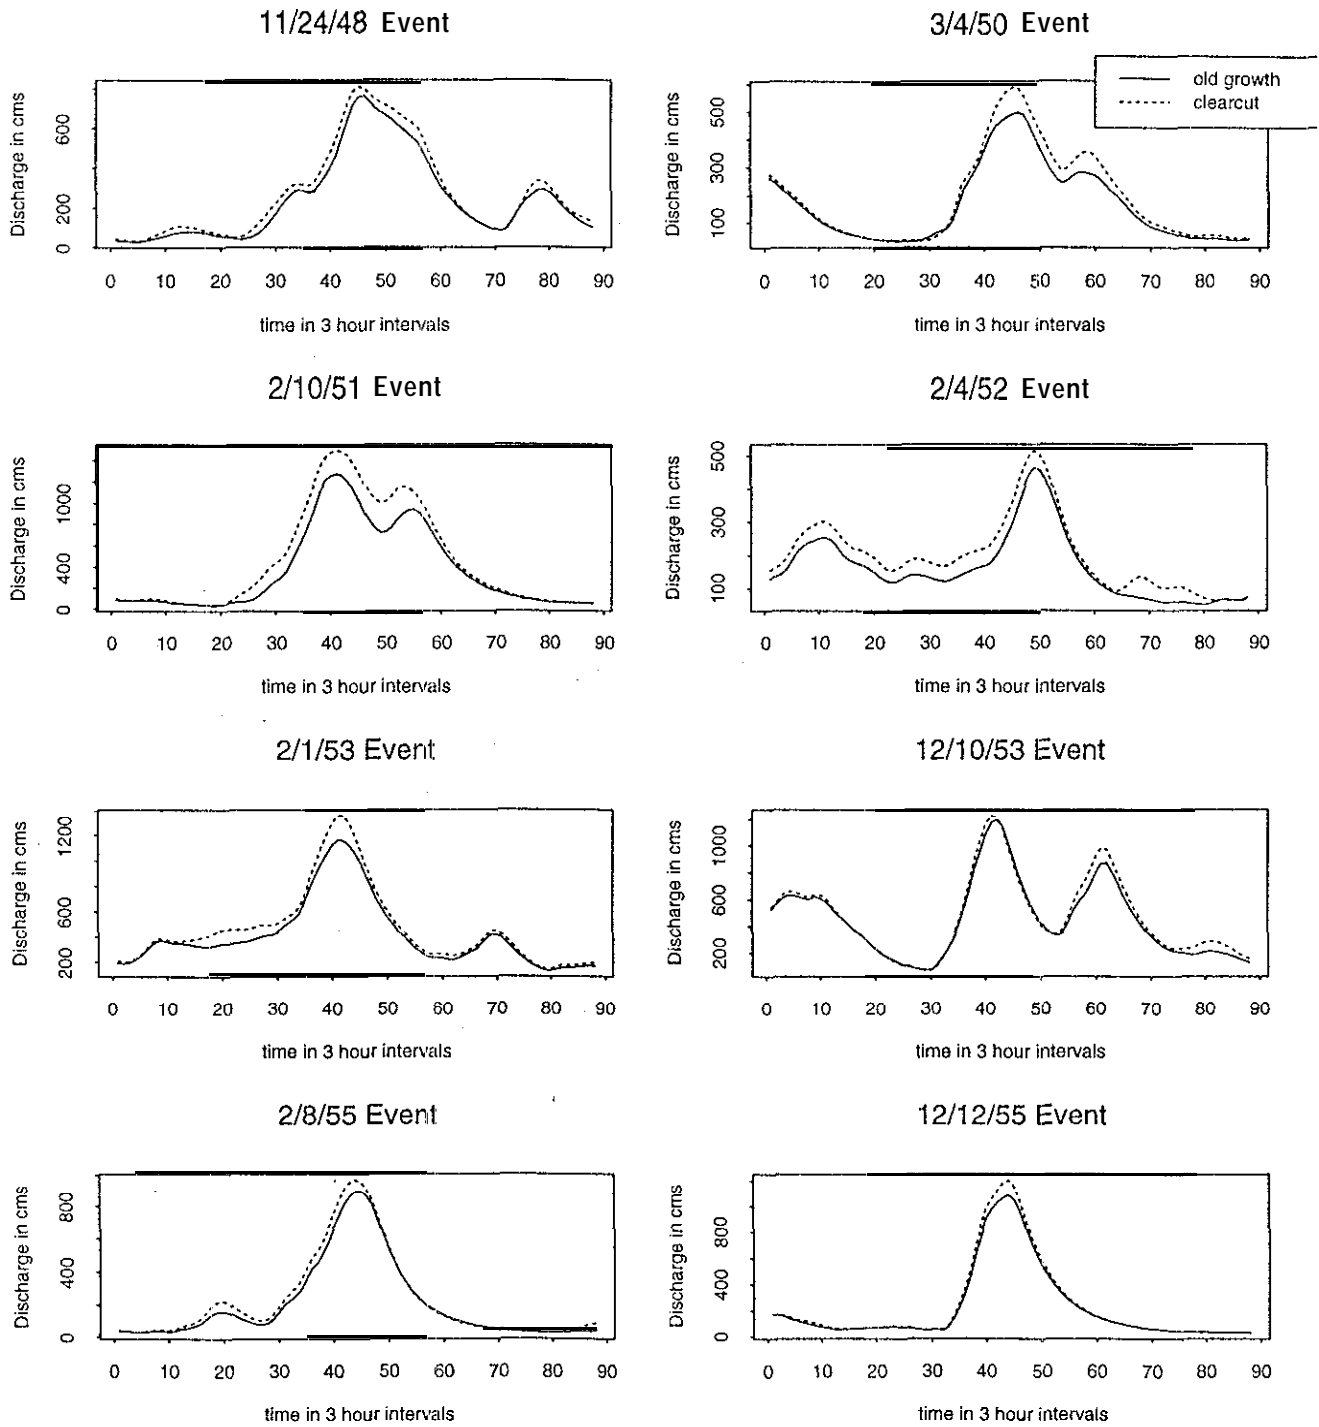 11/24/48 Event
Discharge in cms
600
200
0
0 10 20 30 40 50 60 70 80 90
time in 3 hour intervals
3/4/50 Event
old growth
clearcut
Discharge in cms
500
300
100
0 10 20 30 40 50 60 70 80 90
time in 3 hour intervals
2/10/51 Event
Discharge in cms
1000
400
0
0 10 20 30 40 50 60 70 80 90
time in 3 hour intervals
2/4/52 Event
Discharge in cms
500
300
100
0 10 20 30 40 50 60 70 80 90
time in 3 hour intervals
2/1/53 Event
Discharge in cms
1200
600
200
0 10 20 30 40 50 60 70 80 90
time in 3 hour intervals
12/10/53 Event
Discharge in cms
1000
600
200
0 10 20 30 40 50 60 70 80 90
time in 3 hour intervals
2/8/55 Event
Discharge in cms
800
400
0
0 10 20 30 40 50 60 70 80 90
time in 3 hour intervals
12/12/55 Event
Discharge in cms
800
400
0
0 10 20 30 40 50 60 70 80 90
time in 3 hour intervals